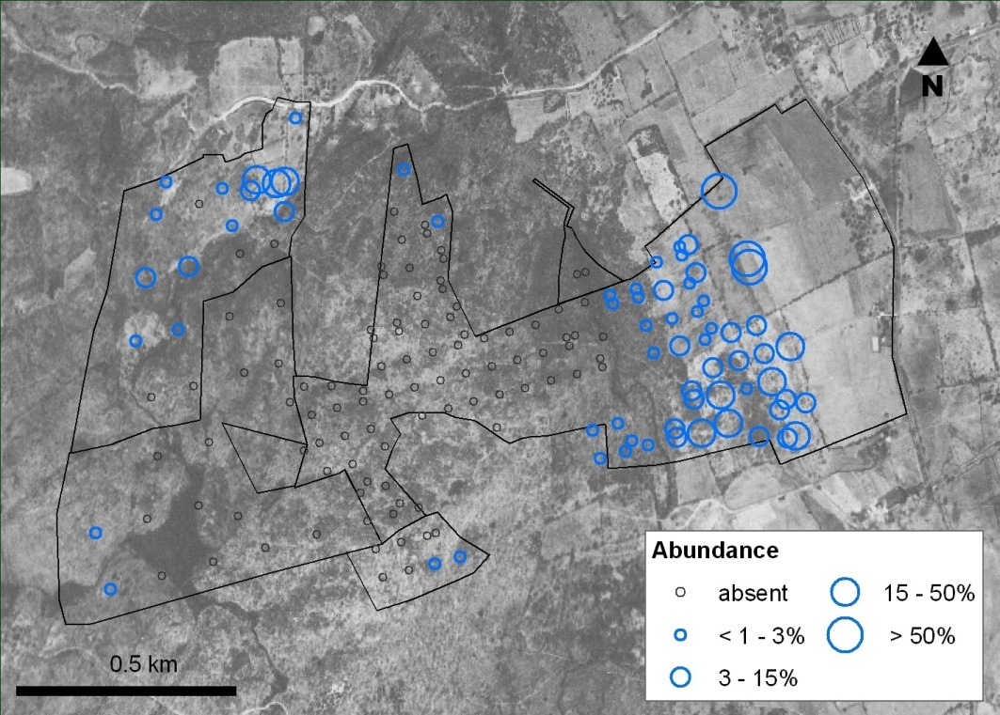 N
Abundance
absent
< 1 - 3%
3 - 15%
15 - 50%
> 50%
0.5 km